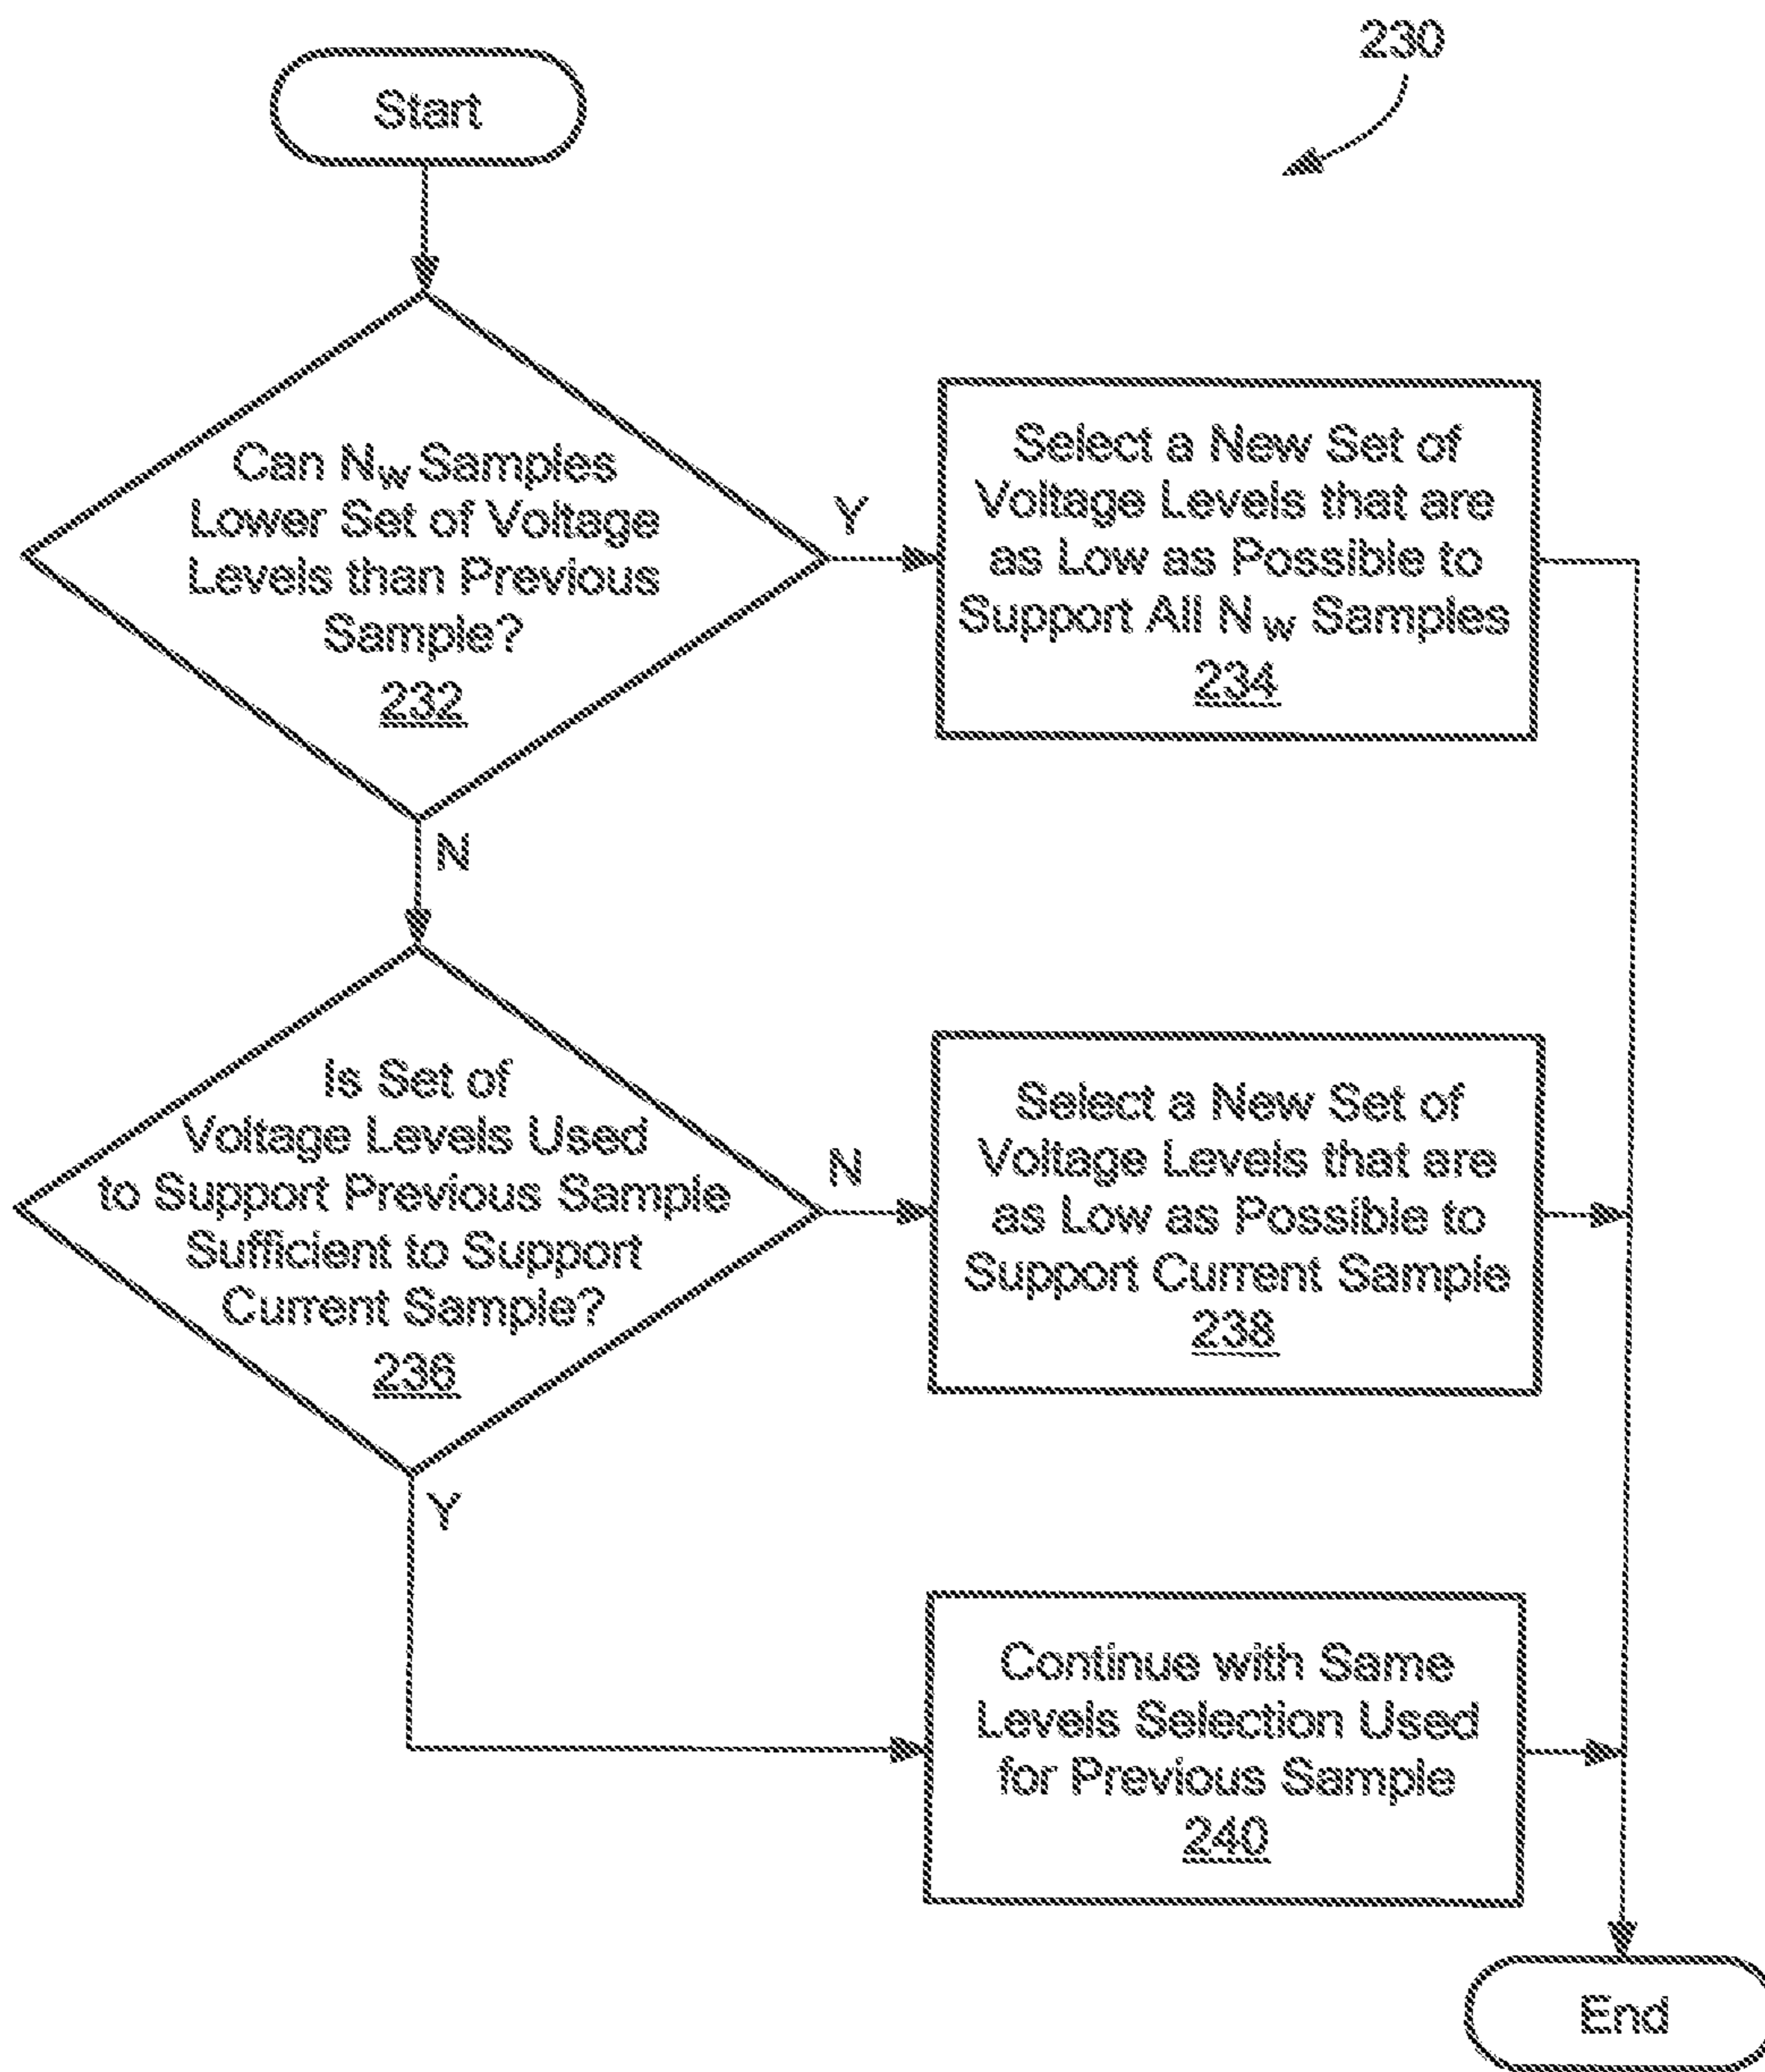 230
Start
Can NW Samples
Lower Set of Voltage
Levels than Previous
Sample?
232
Y
Select a New Set of
Voltage Levels that are
as Low as Possible to
Support All NW Samples
234
N
Is Set of
Voltage Levels Used
to Support Previous Sample
Sufficient to Support
Current Sample?
236
N
Select a New Set of
Voltage Levels that are
as Low as Possible to
Support Current Sample
238
Y
Continue with Same
Levels Selection Used
for Previous Sample
240
End